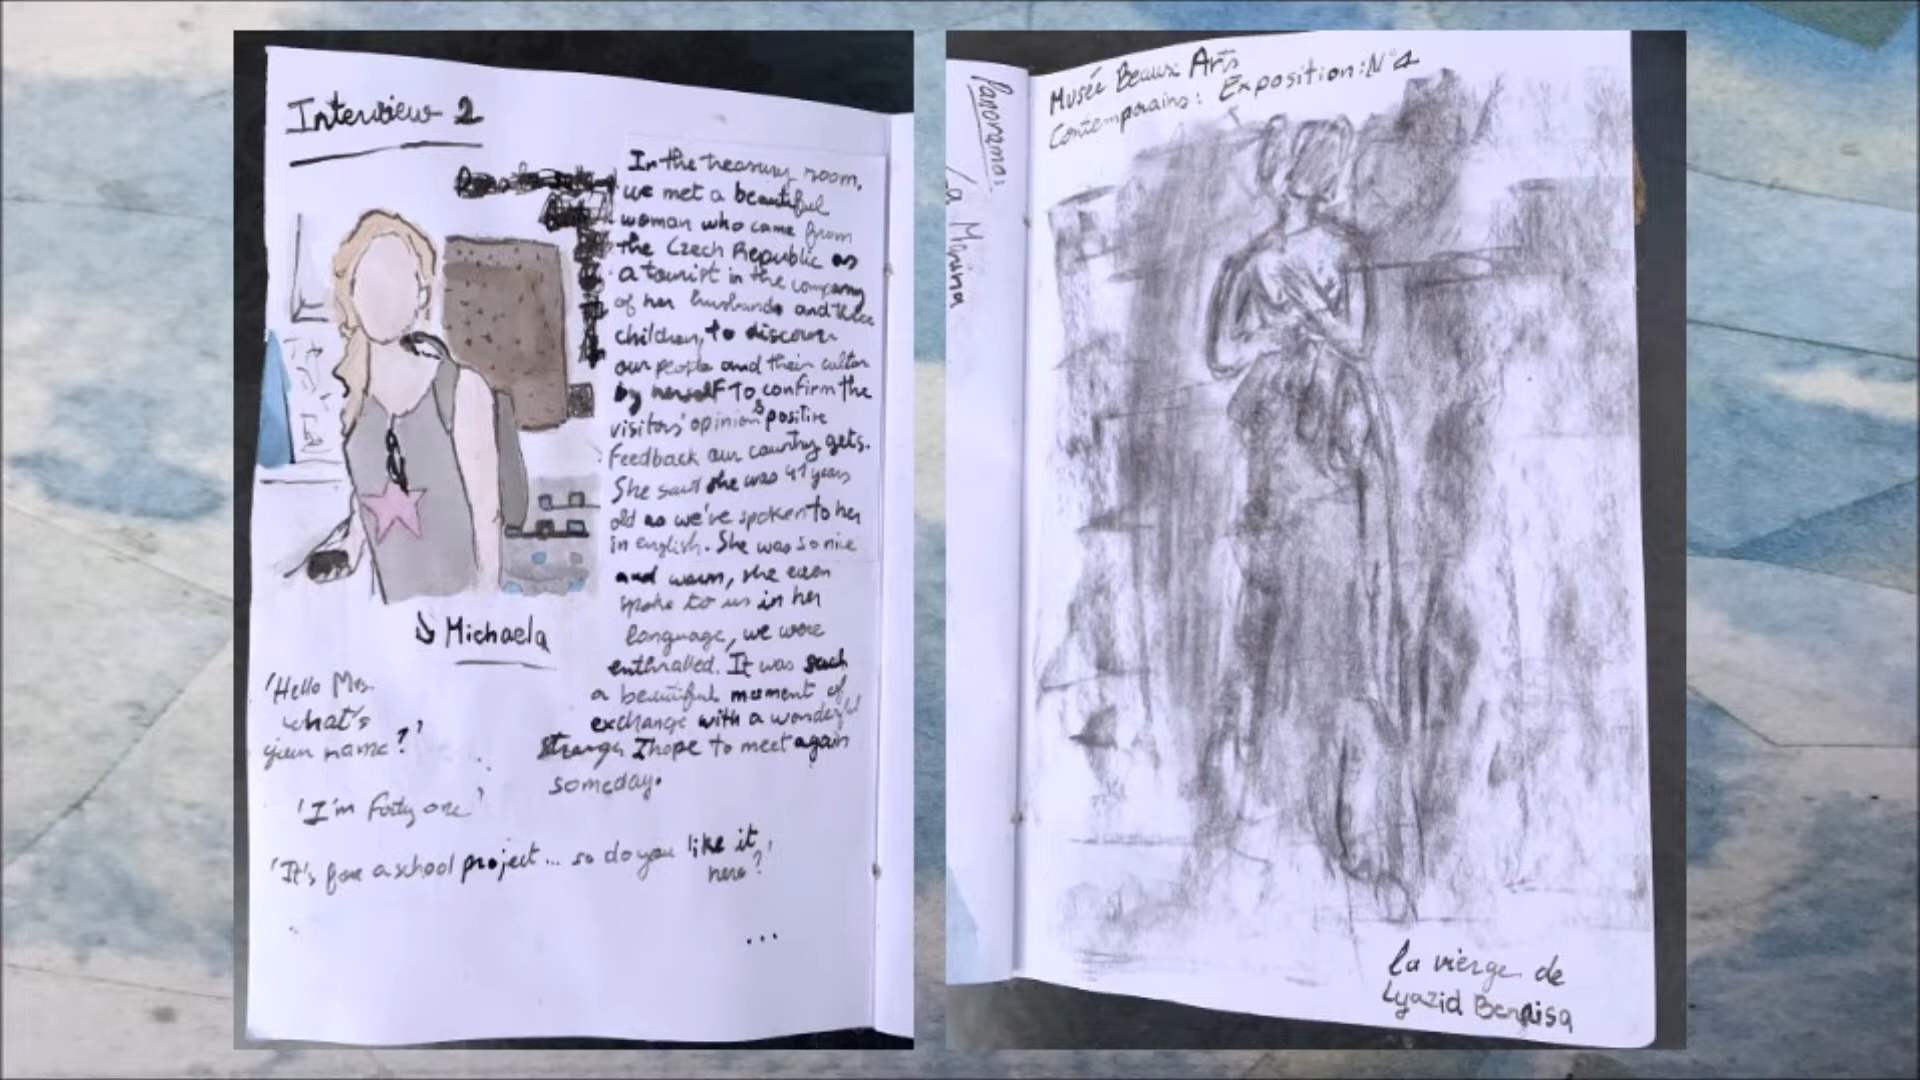 Interview 2
In the treasury room,
we met a beautiful
woman who came from
the Czech Republic as
a tourist in the company
of her husbands and
children, to discover
our people and their
by herself To confirm the
visitors' opinions positive
Feedback our country gets.
She said she was 41 years
old as we've spoken to her
in english. She was so nice
and warm, she even
spoke to us in her
language, we were
enthralled. It was such
a beautiful moment of
exchange with a wonderful
stranger I hope to meet again
someday.
Michaela
'Hello Mrs.
what's
your name?'
'I'm forty one'
'It's for a school project... so do you like it
here?'
...
Panorama:
La Marina
Musée Beaux Arts
Contemporains: Exposition: N°1
la vierge de
Lyazid